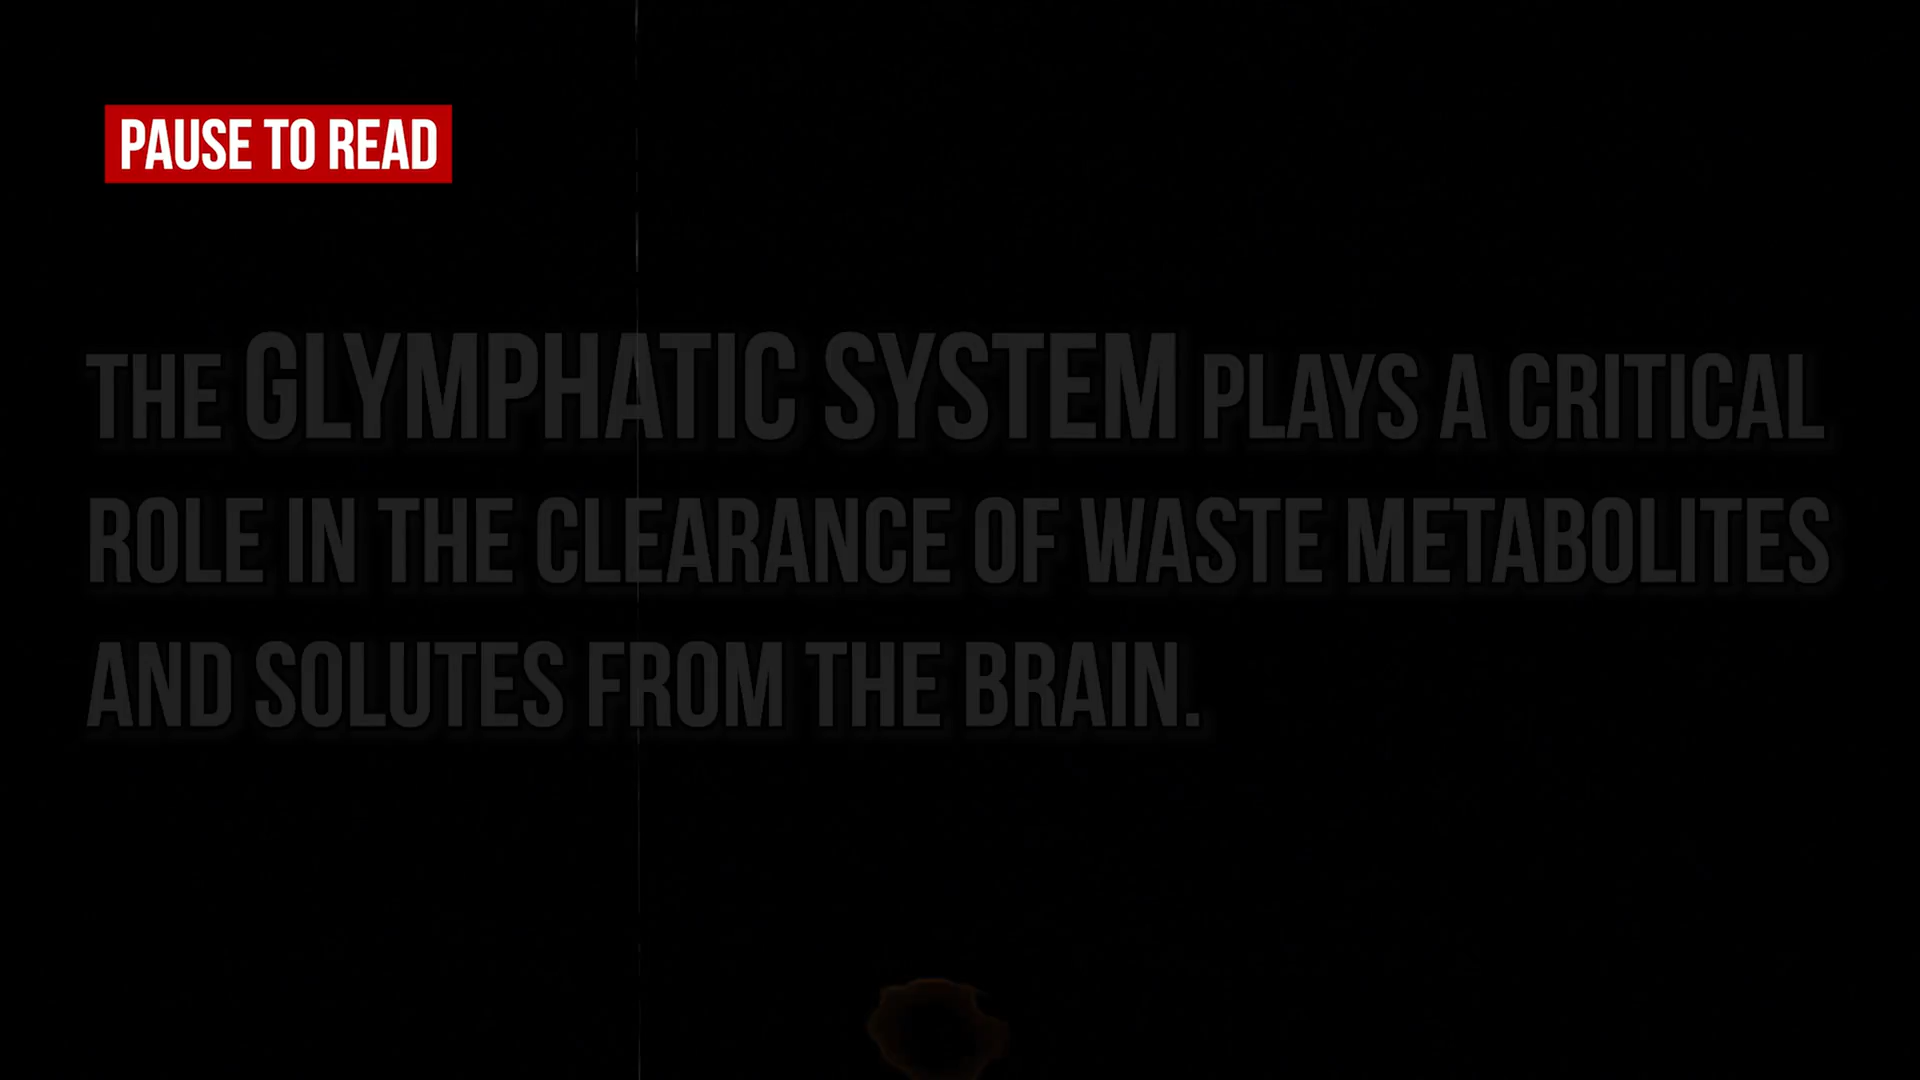 PAUSE TO READ
THE GLYMPHATIC SYSTEM PLAYS A CRITICAL
ROLE IN THE CLEARANCE OF WASTE METABOLITES
AND SOLUTES FROM THE BRAIN.